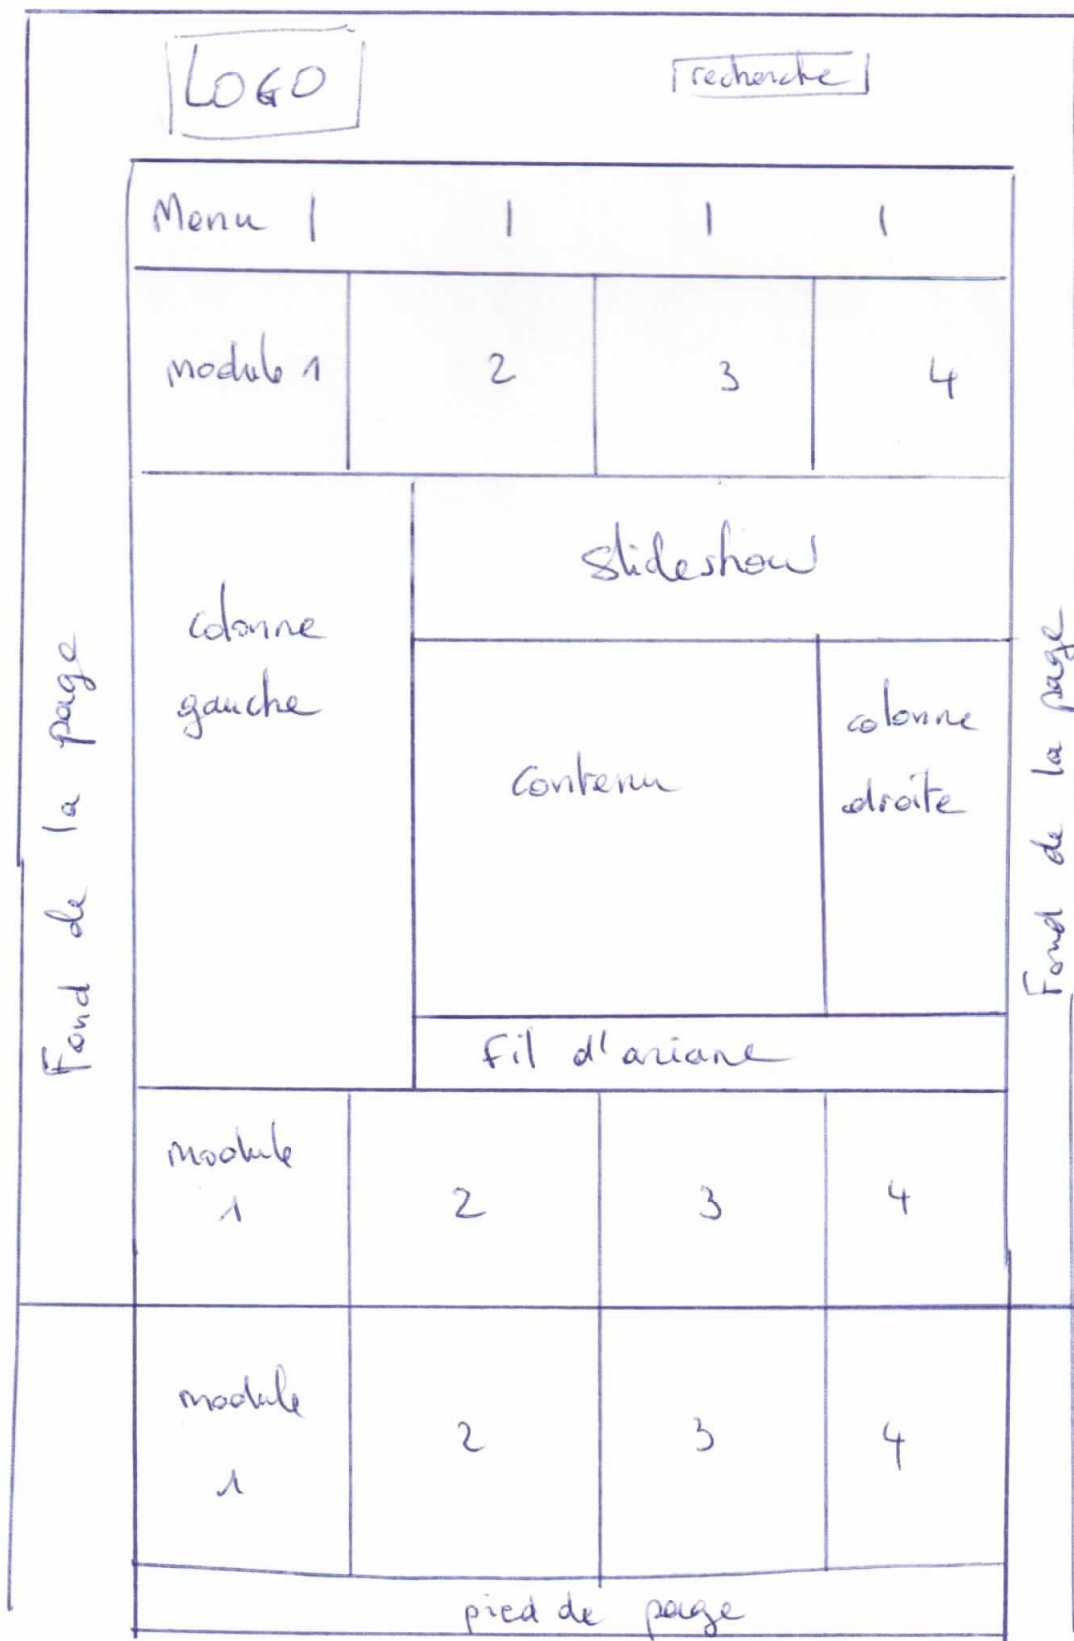 LOGO
recherche
Menu | | | |
module 1 2 3 4
slideshow
colonne
gauche
contenu
colonne
droite
Fil d'ariane
Fond de la page
Fond de la page
module
1 2 3 4
module
1 2 3 4
pied de page